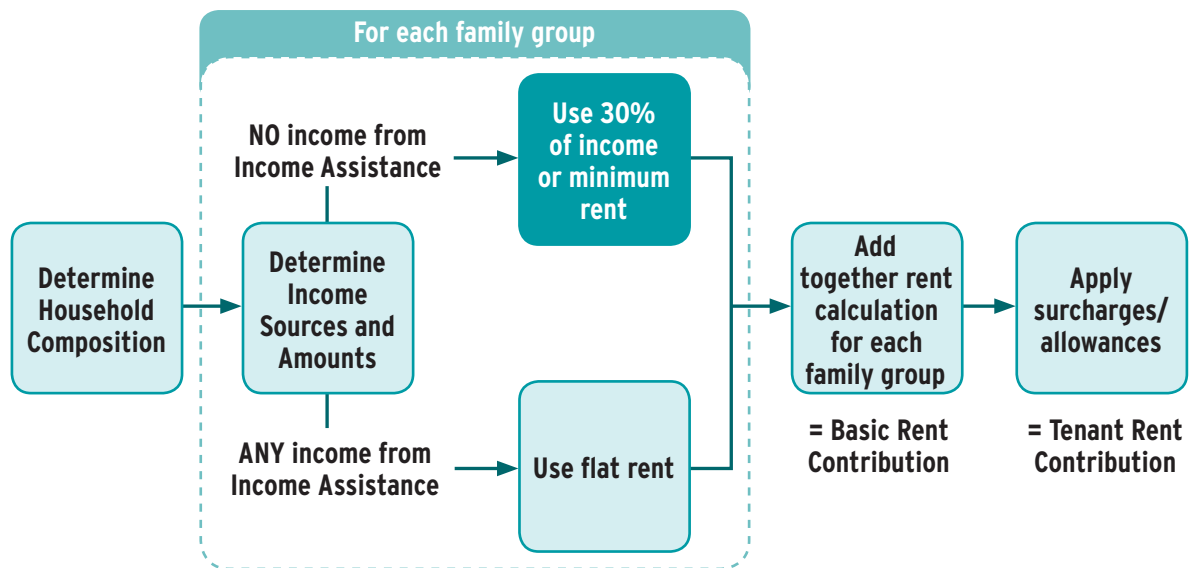 For each family group
NO income from
Income Assistance
Use 30%
of income
or minimum
rent
Determine
Household
Composition
Determine
Income
Sources and
Amounts
ANY income from
Income Assistance
Use flat rent
Add
together rent
calculation
for each
family group
= Basic Rent
Contribution
Apply
surcharges/
allowances
= Tenant Rent
Contribution